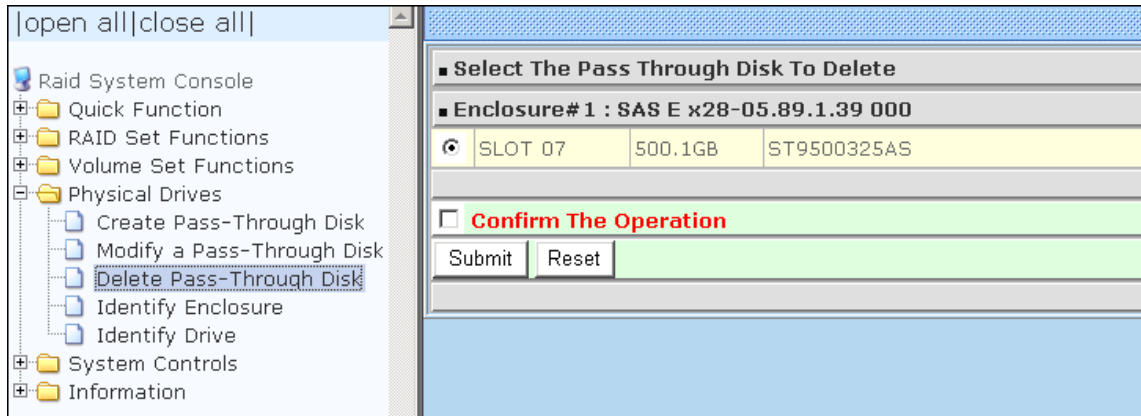 |open all|close all|
Raid System Console
Quick Function
RAID Set Functions
Volume Set Functions
Physical Drives
Create Pass-Through Disk
Modify a Pass-Through Disk
Delete Pass-Through Disk
Identify Enclosure
Identify Drive
System Controls
Information
Select The Pass Through Disk To Delete
Enclosure#1 : SAS E x28-05.89.1.39 000
SLOT 07 500.1GB ST9500325AS
Confirm The Operation
Submit Reset